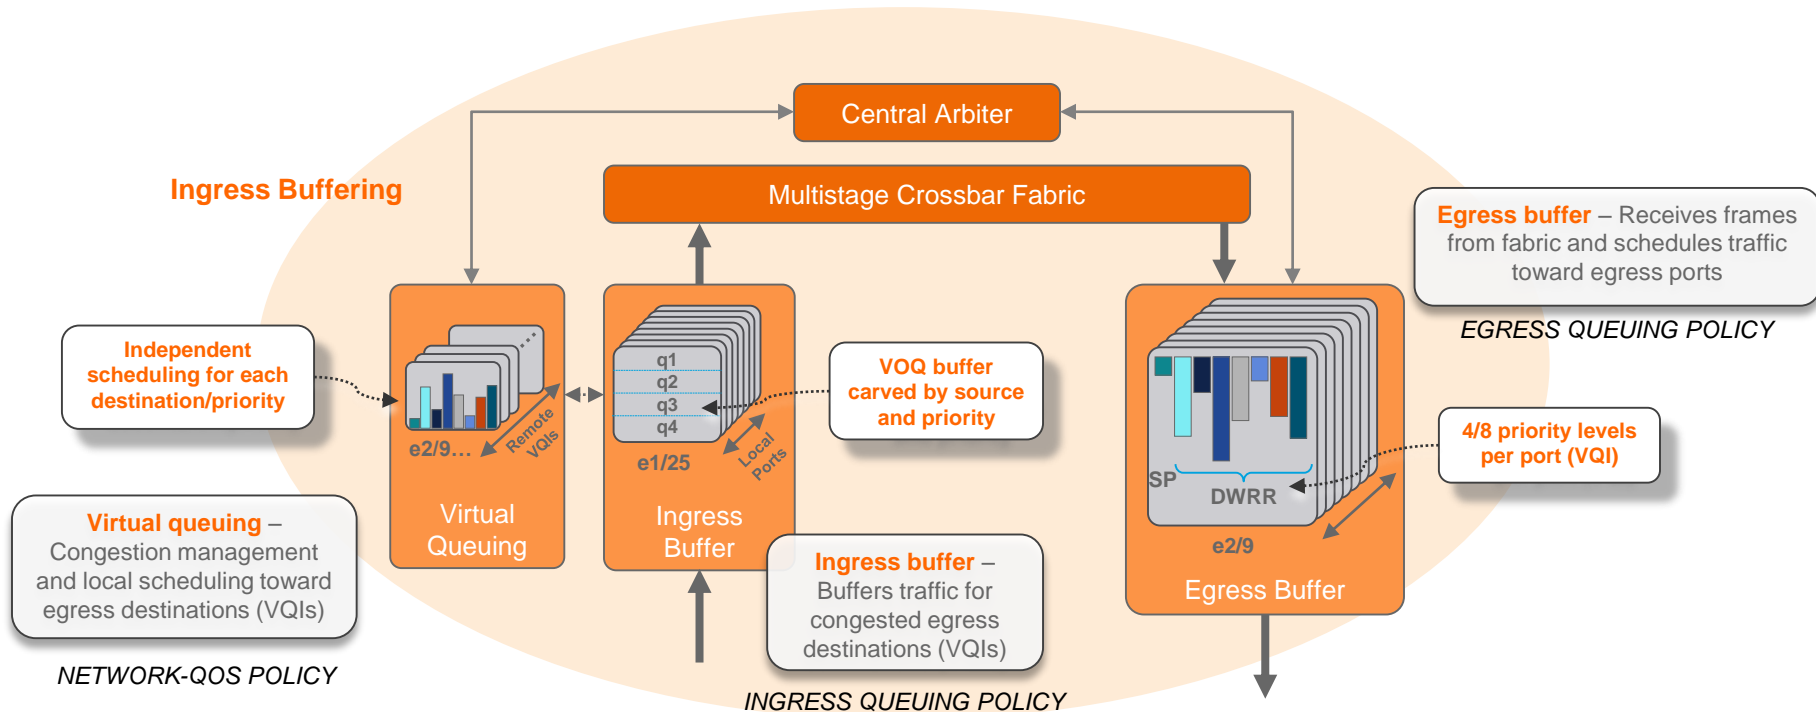 Central Arbiter
Multistage Crossbar Fabric
Ingress Buffering
Egress buffer – Receives frames
from fabric and schedules traffic
toward egress ports
EGRESS QUEUING POLICY
Independent
scheduling for each
destination/priority
e2/9…
Remote
VQIs
Virtual
Queuing
q1
q2
q3
q4
e1/25
Local
Ports
Ingress
Buffer
VOQ buffer
carved by source
and priority
SP
DWRR
e2/9
Egress Buffer
4/8 priority levels
per port (VQI)
Virtual queuing –
Congestion management
and local scheduling toward
egress destinations (VQIs)
NETWORK-QOS POLICY
Ingress buffer –
Buffers traffic for
congested egress
destinations (VQIs)
INGRESS QUEUING POLICY